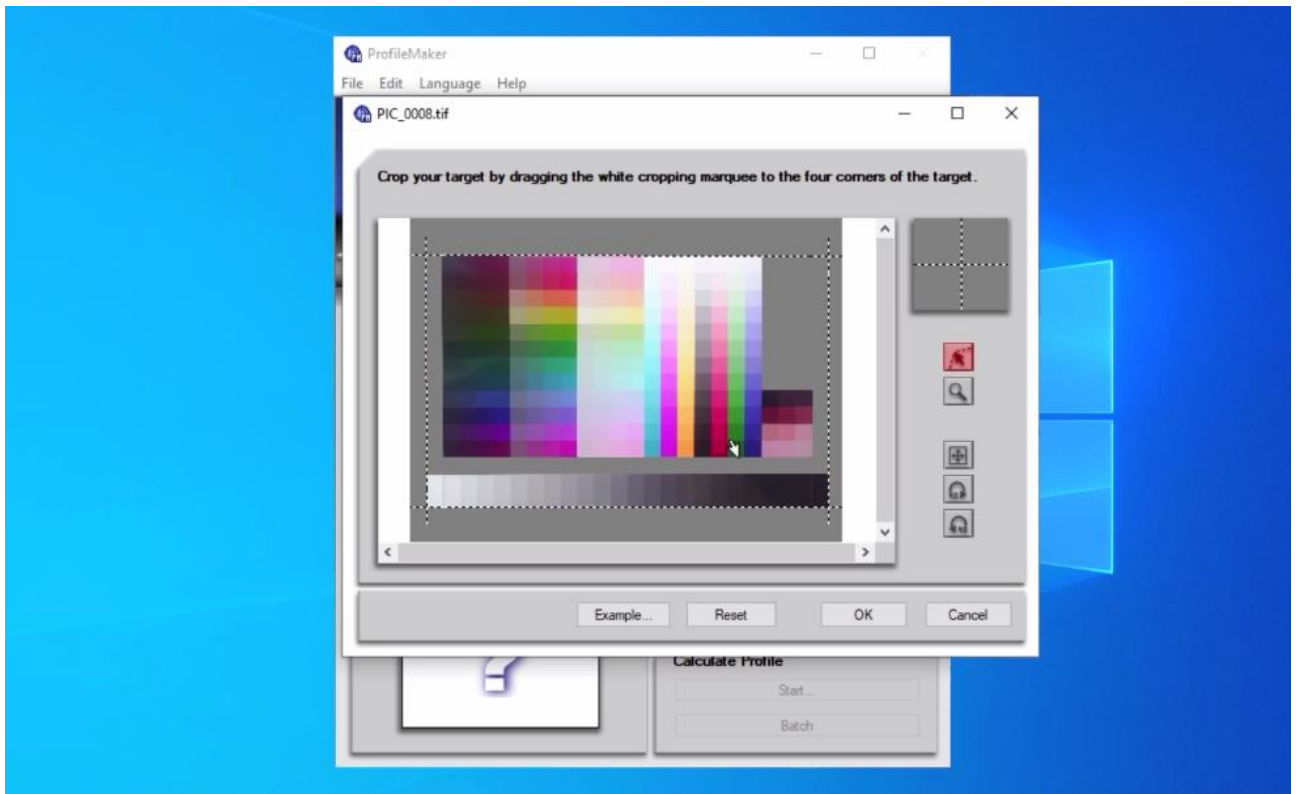 ProfileMaker
File Edit Language Help
PIC_0008.tif
Crop your target by dragging the white cropping marquee to the four corners of the target.
Example... Reset OK Cancel
Calculate Profile
Start...
Batch